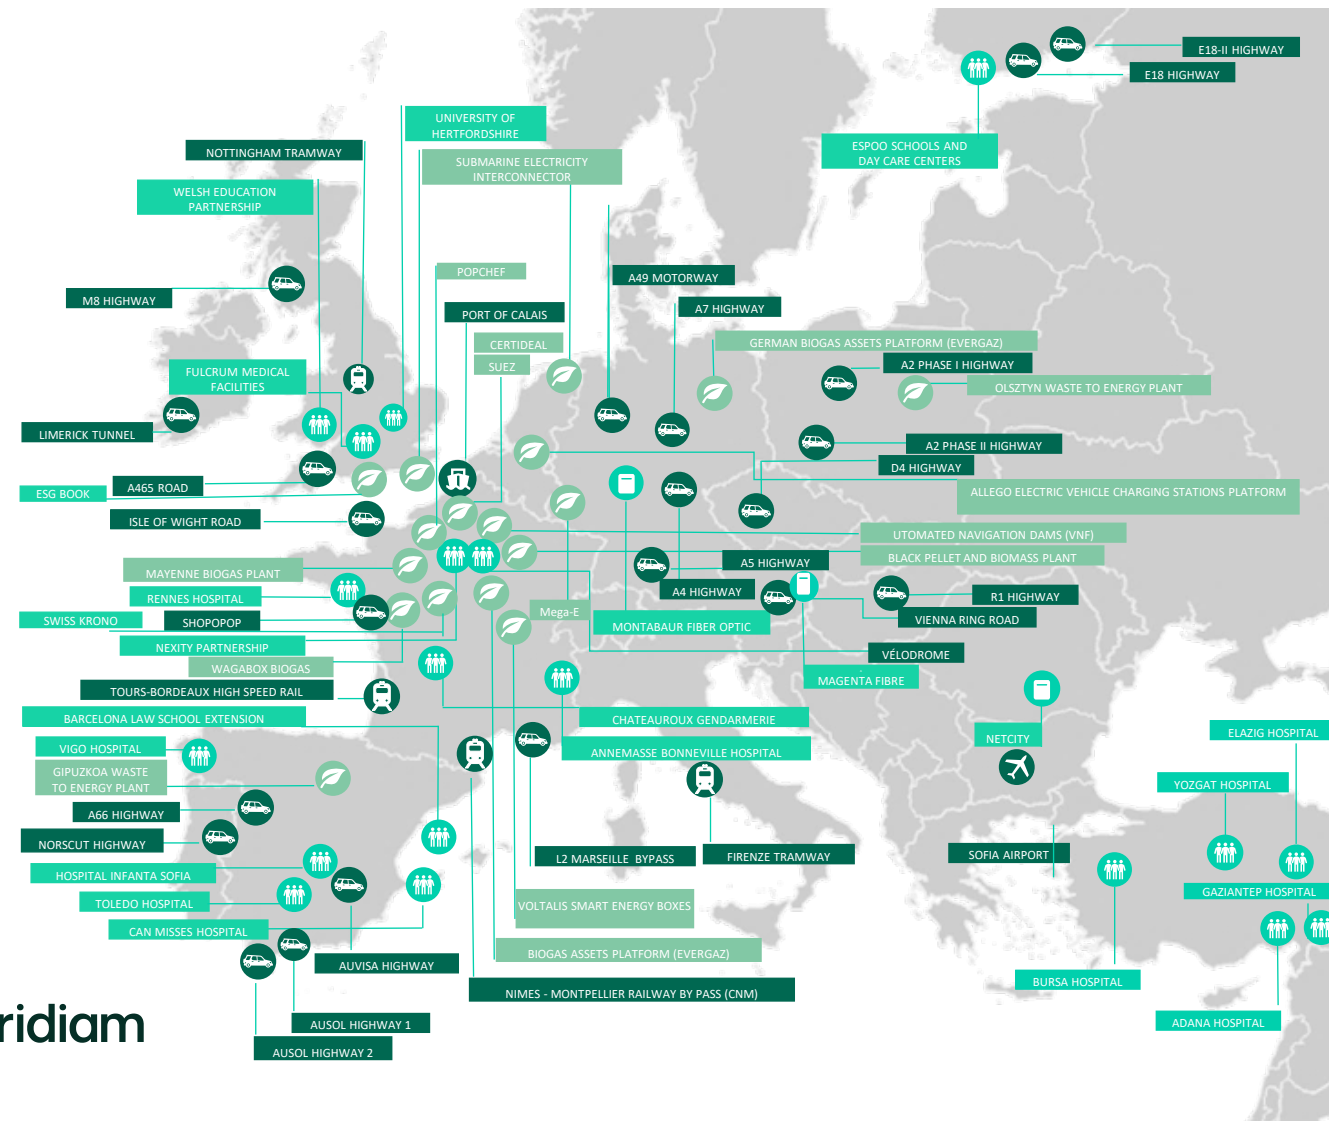 E18-II HIGHWAY
E18 HIGHWAY
UNIVERSITY OF
HERTFORDSHIRE
ESPOO SCHOOLS AND
DAY CARE CENTERS
NOTTINGHAM TRAMWAY
SUBMARINE ELECTRICITY
INTERCONNECTOR
WELSH EDUCATION
PARTNERSHIP
POPCHEF
A49 MOTORWAY
M8 HIGHWAY
PORT OF CALAIS
A7 HIGHWAY
CERTIDEAL
GERMAN BIOGAS ASSETS PLATFORM (EVERGAZ)
SUEZ
A2 PHASE I HIGHWAY
FULCRUM MEDICAL
FACILITIES
OLSZTYN WASTE TO ENERGY PLANT
LIMERICK TUNNEL
A2 PHASE II HIGHWAY
D4 HIGHWAY
A465 ROAD
ESG BOOK
ALLEGO ELECTRIC VEHICLE CHARGING STATIONS PLATFORM
ISLE OF WIGHT ROAD
UTOMATED NAVIGATION DAMS (VNF)
BLACK PELLET AND BIOMASS PLANT
A5 HIGHWAY
MAYENNE BIOGAS PLANT
A4 HIGHWAY
RENNES HOSPITAL
R1 HIGHWAY
Mega-E
SWISS KRONO
SHOPOPOP
MONTABAUR FIBER OPTIC
VIENNA RING ROAD
NEXITY PARTNERSHIP
VÉLODROME
WAGABOX BIOGAS
MAGENTA FIBRE
TOURS-BORDEAUX HIGH SPEED RAIL
BARCELONA LAW SCHOOL EXTENSION
CHATEAUROUX GENDARMERIE
ELAZIG HOSPITAL
NETCITY
VIGO HOSPITAL
ANNEMASSE BONNEVILLE HOSPITAL
GIPUZKOA WASTE
TO ENERGY PLANT
YOZGAT HOSPITAL
A66 HIGHWAY
NORSCUT HIGHWAY
L2 MARSEILLE BYPASS
FIRENZE TRAMWAY
SOFIA AIRPORT
HOSPITAL INFANTA SOFIA
GAZIANTEP HOSPITAL
TOLEDO HOSPITAL
VOLTALIS SMART ENERGY BOXES
CAN MISSES HOSPITAL
BIOGAS ASSETS PLATFORM (EVERGAZ)
AUVISA HIGHWAY
BURSA HOSPITAL
NIMES - MONTPELLIER RAILWAY BY PASS (CNM)
ridiam
AUSOL HIGHWAY 1
ADANA HOSPITAL
AUSOL HIGHWAY 2